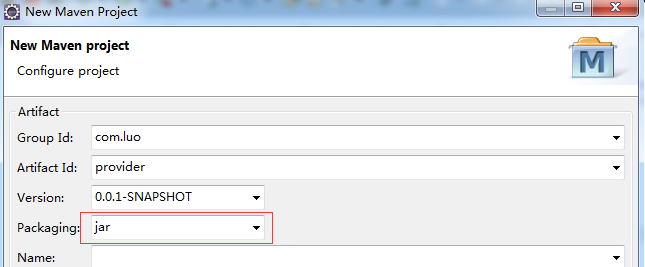 New Maven Project
New Maven project
Configure project
M
Artifact
Group Id: com.luo
Artifact Id: provider
Version: 0.0.1-SNAPSHOT
Packaging: jar
Name: